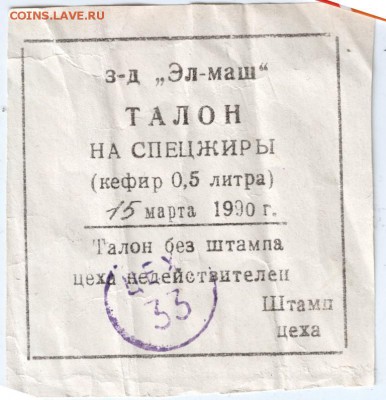 COINS.LAVE.RU
з-д „Эл-маш“
ТАЛОН
НА СПЕЦЖИРЫ
(кефир 0,5 литра)
15 марта 1990 г.
Талон без штампа
цеха недействителен
ЦЕХ
33
Штамп
цеха